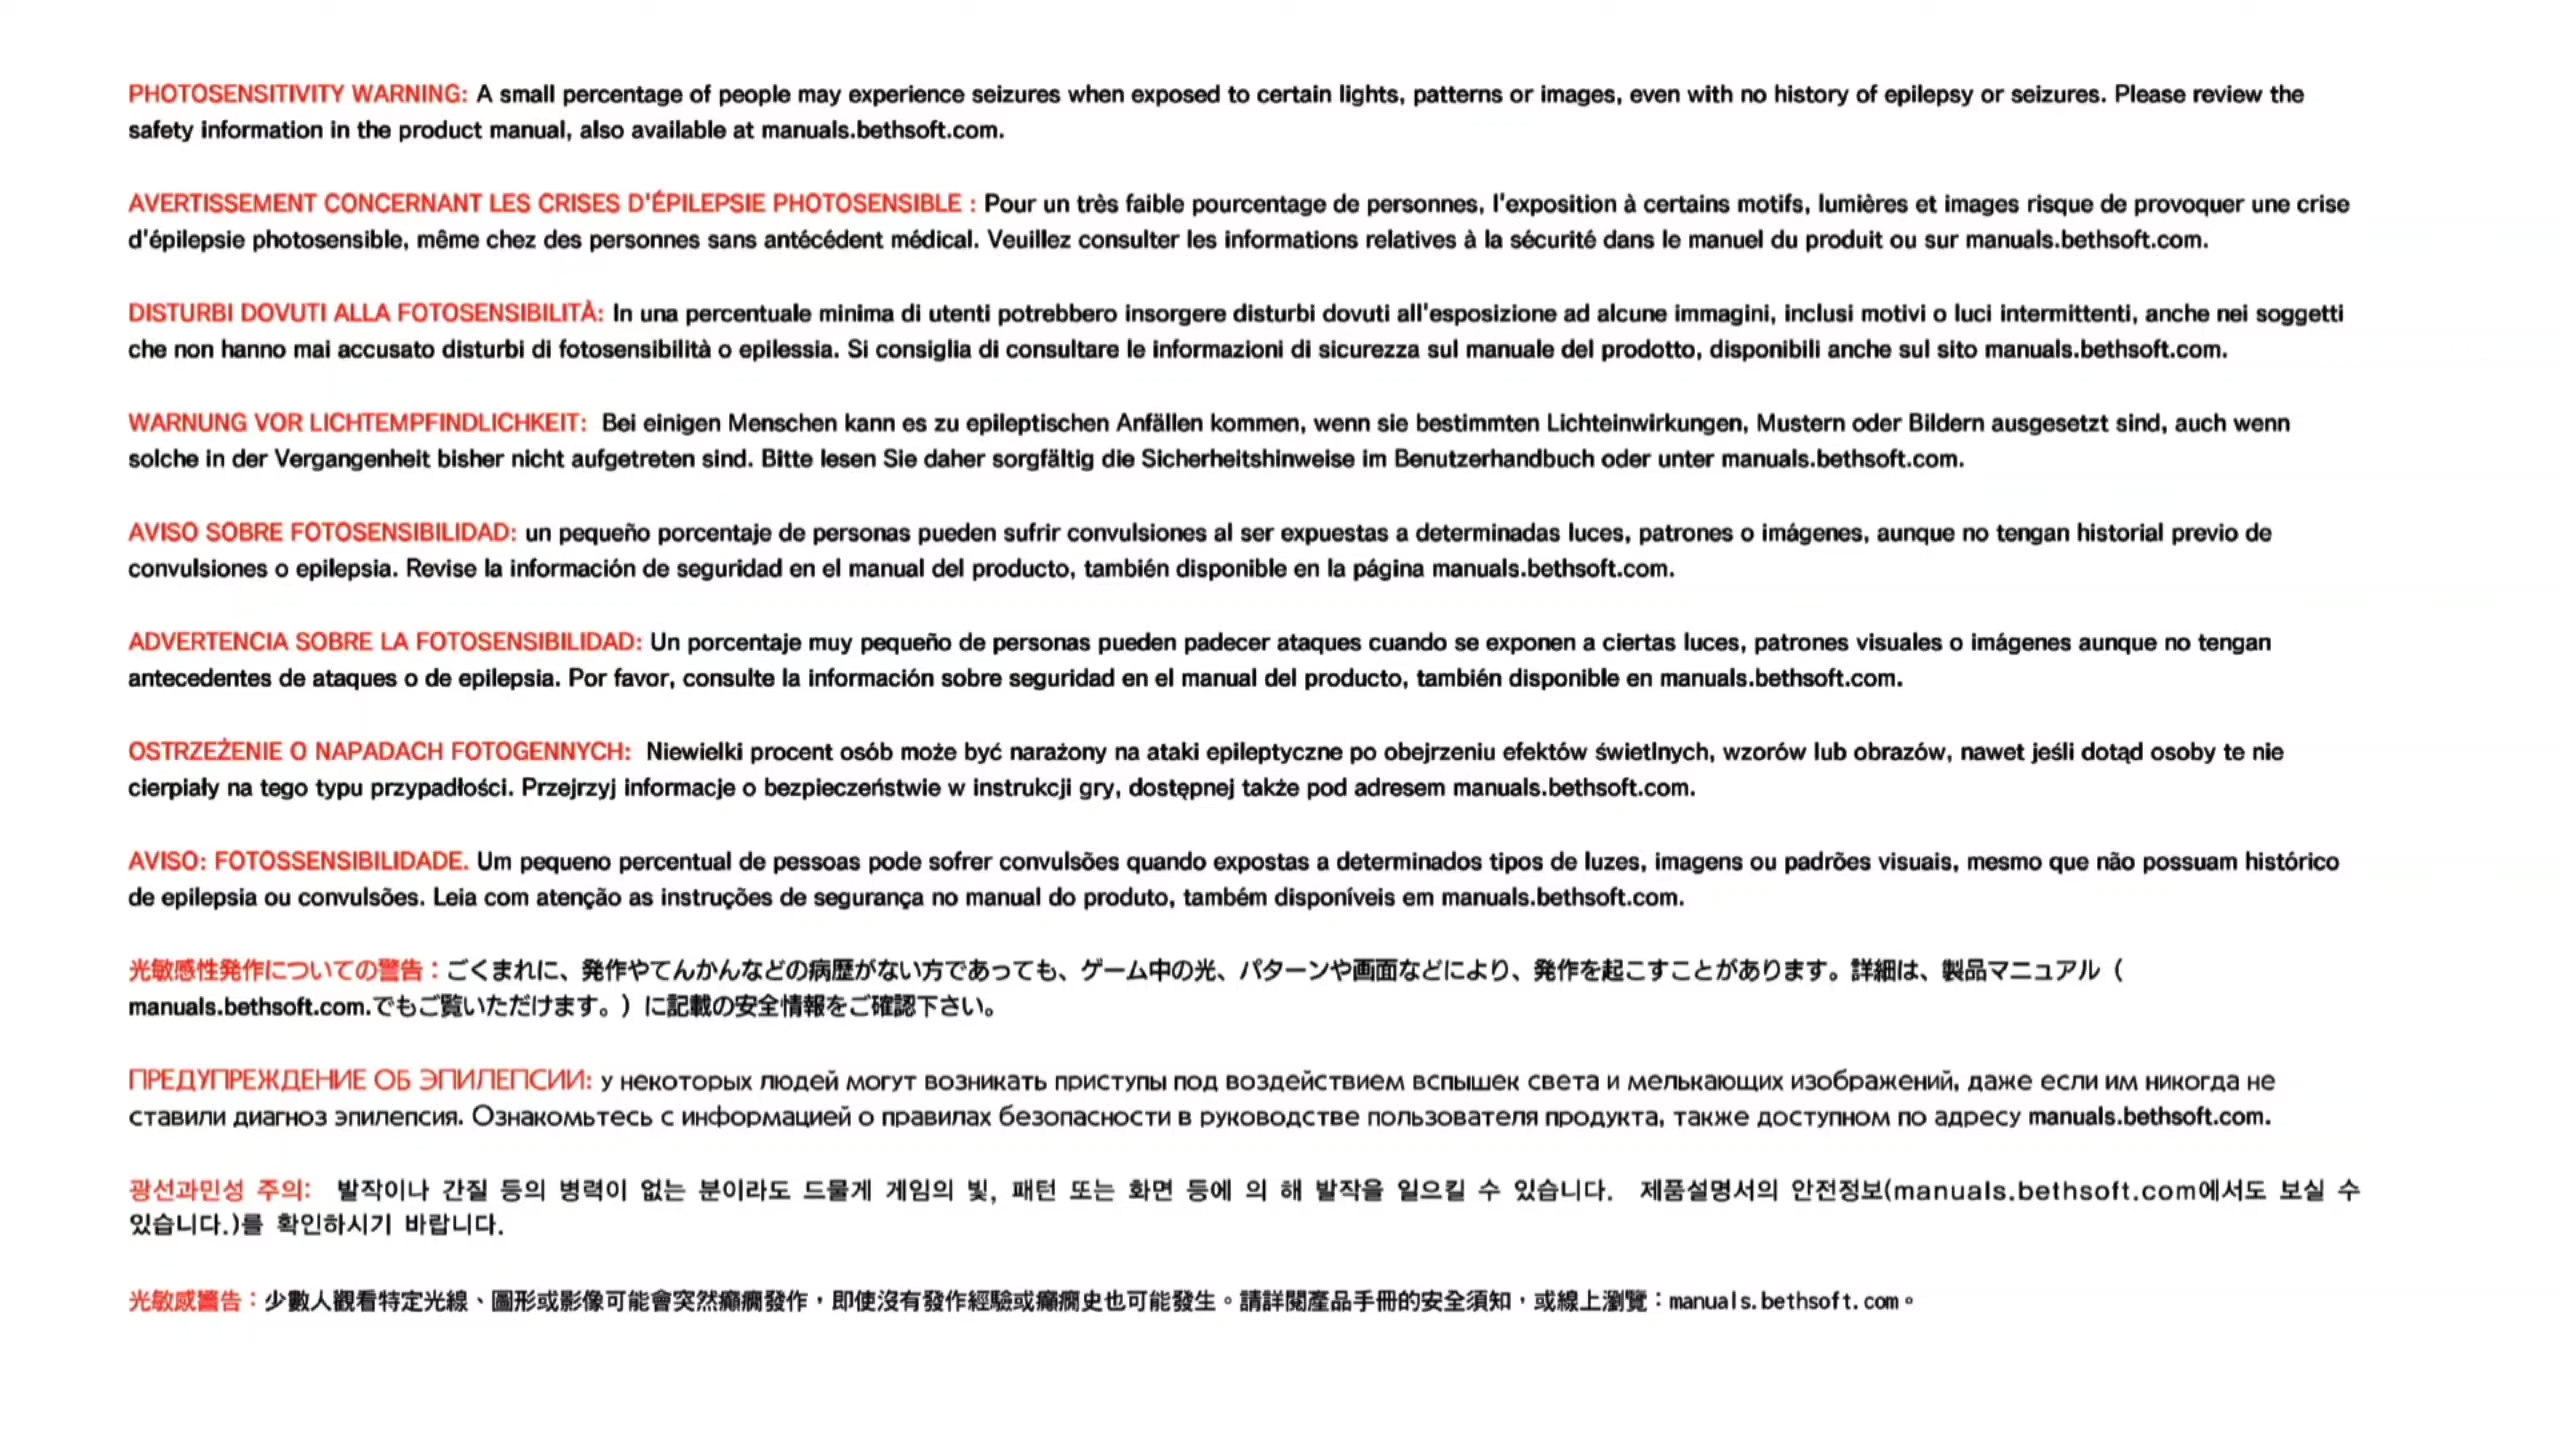 PHOTOSENSITIVITY WARNING: A small percentage of people may experience seizures when exposed to certain lights, patterns or images, even with no history of epilepsy or seizures. Please review the
safety information in the product manual, also available at manuals.bethsoft.com.
AVERTISSEMENT CONCERNANT LES CRISES D'ÉPILEPSIE PHOTOSENSIBLE : Pour un très faible pourcentage de personnes, l'exposition à certains motifs, lumières et images risque de provoquer une crise
d'épilepsie photosensible, même chez des personnes sans antécédent médical. Veuillez consulter les informations relatives à la sécurité dans le manuel du produit ou sur manuals.bethsoft.com.
DISTURBI DOVUTI ALLA FOTOSENSIBILITÀ: In una percentuale minima di utenti potrebbero insorgere disturbi dovuti all'esposizione ad alcune immagini, inclusi motivi o luci intermittenti, anche nei soggetti
che non hanno mai accusato disturbi di fotosensibilità o epilessia. Si consiglia di consultare le informazioni di sicurezza sul manuale del prodotto, disponibili anche sul sito manuals.bethsoft.com.
WARNUNG VOR LICHTEMPFINDLICHKEIT: Bei einigen Menschen kann es zu epileptischen Anfällen kommen, wenn sie bestimmten Lichteinwirkungen, Mustern oder Bildern ausgesetzt sind, auch wenn
solche in der Vergangenheit bisher nicht aufgetreten sind. Bitte lesen Sie daher sorgfältig die Sicherheitshinweise im Benutzerhandbuch oder unter manuals.bethsoft.com.
AVISO SOBRE FOTOSENSIBILIDAD: un pequeño porcentaje de personas pueden sufrir convulsiones al ser expuestas a determinadas luces, patrones o imágenes, aunque no tengan historial previo de
convulsiones o epilepsia. Revise la información de seguridad en el manual del producto, también disponible en la página manuals.bethsoft.com.
ADVERTENCIA SOBRE LA FOTOSENSIBILIDAD: Un porcentaje muy pequeño de personas pueden padecer ataques cuando se exponen a ciertas luces, patrones visuales o imágenes aunque no tengan
antecedentes de ataques o de epilepsia. Por favor, consulte la información sobre seguridad en el manual del producto, también disponible en manuals.bethsoft.com.
OSTRZEŻENIE O NAPADACH FOTOGENNYCH: Niewielki procent osób może być narażony na ataki epileptyczne po obejrzeniu efektów świetlnych, wzorów lub obrazów, nawet jeśli dotąd osoby te nie
cierpiały na tego typu przypadłości. Przejrzyj informacje o bezpieczeństwie w instrukcji gry, dostępnej także pod adresem manuals.bethsoft.com.
AVISO: FOTOSSENSIBILIDADE. Um pequeno percentual de pessoas pode sofrer convulsões quando expostas a determinados tipos de luzes, imagens ou padrões visuais, mesmo que não possuam histórico
de epilepsia ou convulsões. Leia com atenção as instruções de segurança no manual do produto, também disponíveis em manuals.bethsoft.com.
光敏感性発作についての警告：ごくまれに、発作やてんかんなどの病歴がない方であっても、ゲーム中の光、パターンや画面などにより、発作を起こすことがあります。詳細は、製品マニュアル（
manuals.bethsoft.com.でもご覧いただけます。）に記載の安全情報をご確認下さい。
ПРЕДУПРЕЖДЕНИЕ ОБ ЭПИЛЕПСИИ: у некоторых людей могут возникать приступы под воздействием вспышек света и мелькающих изображений, даже если им никогда не
ставили диагноз эпилепсия. Ознакомьтесь с информацией о правилах безопасности в руководстве пользователя продукта, также доступном по адресу manuals.bethsoft.com.
광선과민성 주의: 발작이나 간질 등의 병력이 없는 분이라도 드물게 게임의 빛, 패턴 또는 화면 등에 의 해 발작을 일으킬 수 있습니다. 제품설명서의 안전정보(manuals.bethsoft.com에서도 보실 수
있습니다.)를 확인하시기 바랍니다.
光敏感警告：少數人觀看特定光線、圖形或影像可能會突然癲癇發作，即使沒有發作經驗或癲癇史也可能發生。請詳閱產品手冊的安全須知，或線上瀏覽：manuals.bethsoft.com。